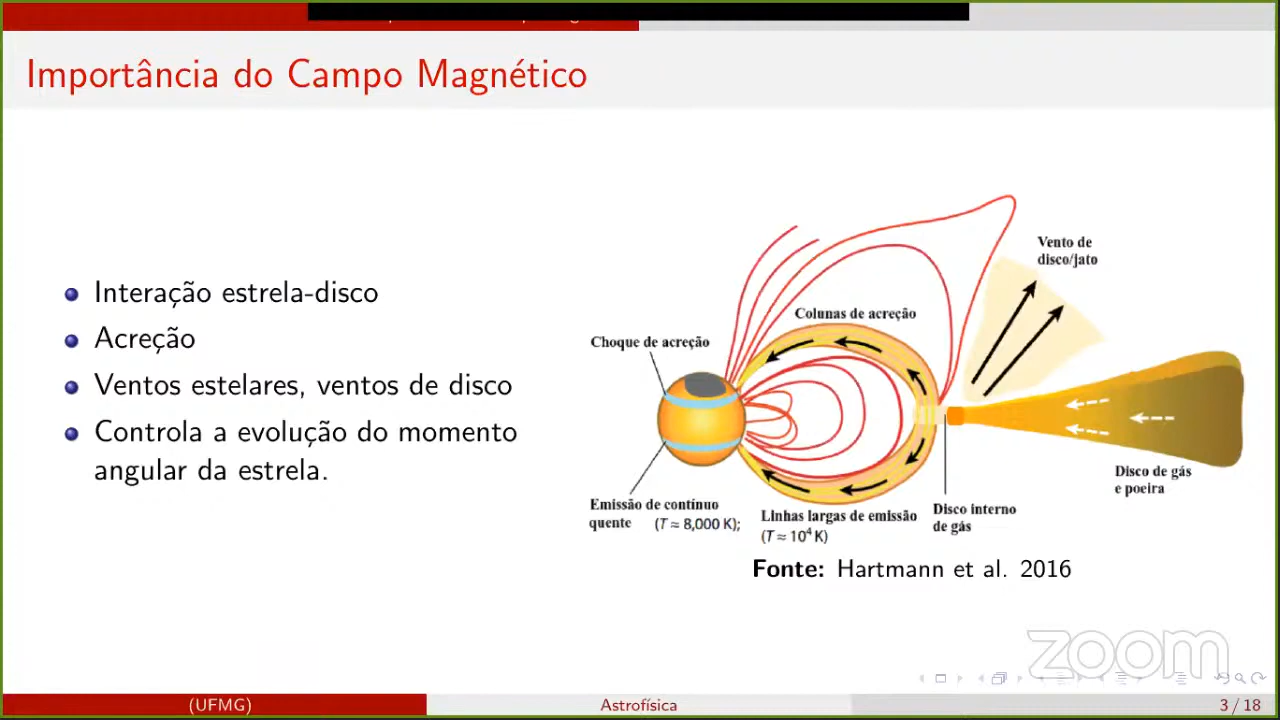 Importância do Campo Magnético
Interação estrela-disco
Acreção
Ventos estelares, ventos de disco
Controla a evolução do momento
angular da estrela.
Vento de
disco/jato
Colunas de acreção
Choque de acreção
Disco de gás
e poeira
Emissão de contínuo
quente (T ≈ 8,000 K);
Linhas largas de emissão
(T ≈ 10⁴ K)
Disco interno
de gás
Fonte: Hartmann et al. 2016
zoom
(UFMG)
Astrofísica
3 / 18